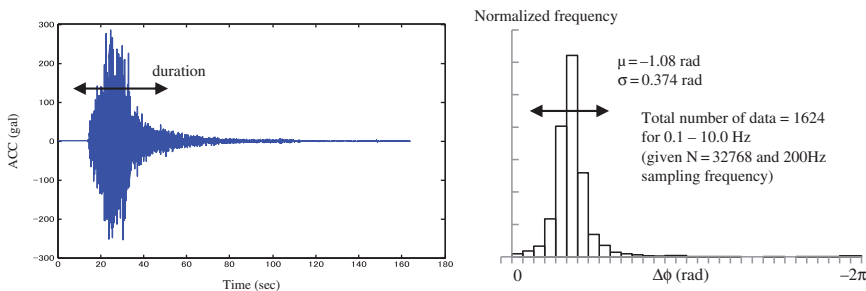 300
200
100
0
−100
−200
−300
0 20 40 60 80 100 120 140 160 180
ACC (gal)
Time (sec)
duration
Normalized frequency
μ = −1.08 rad
σ = 0.374 rad
Total number of data = 1624
for 0.1 – 10.0 Hz
(given N = 32768 and 200Hz
sampling frequency)
0 Δϕ (rad) −2π